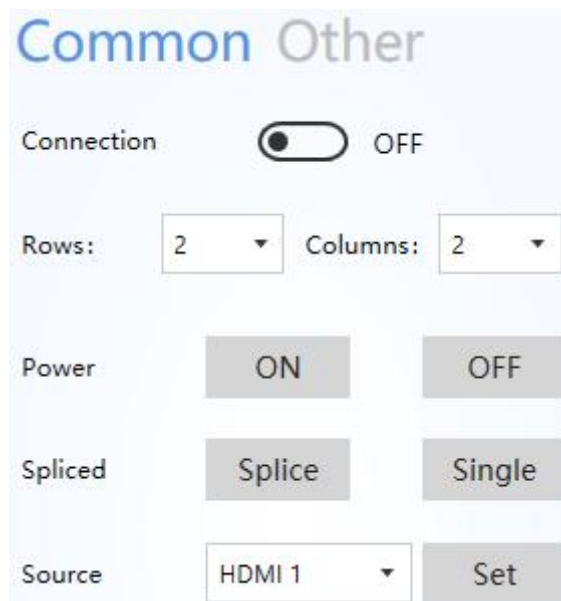 Common Other
Connection OFF
Rows: 2 Columns: 2
Power ON OFF
Spliced Splice Single
Source HDMI 1 Set